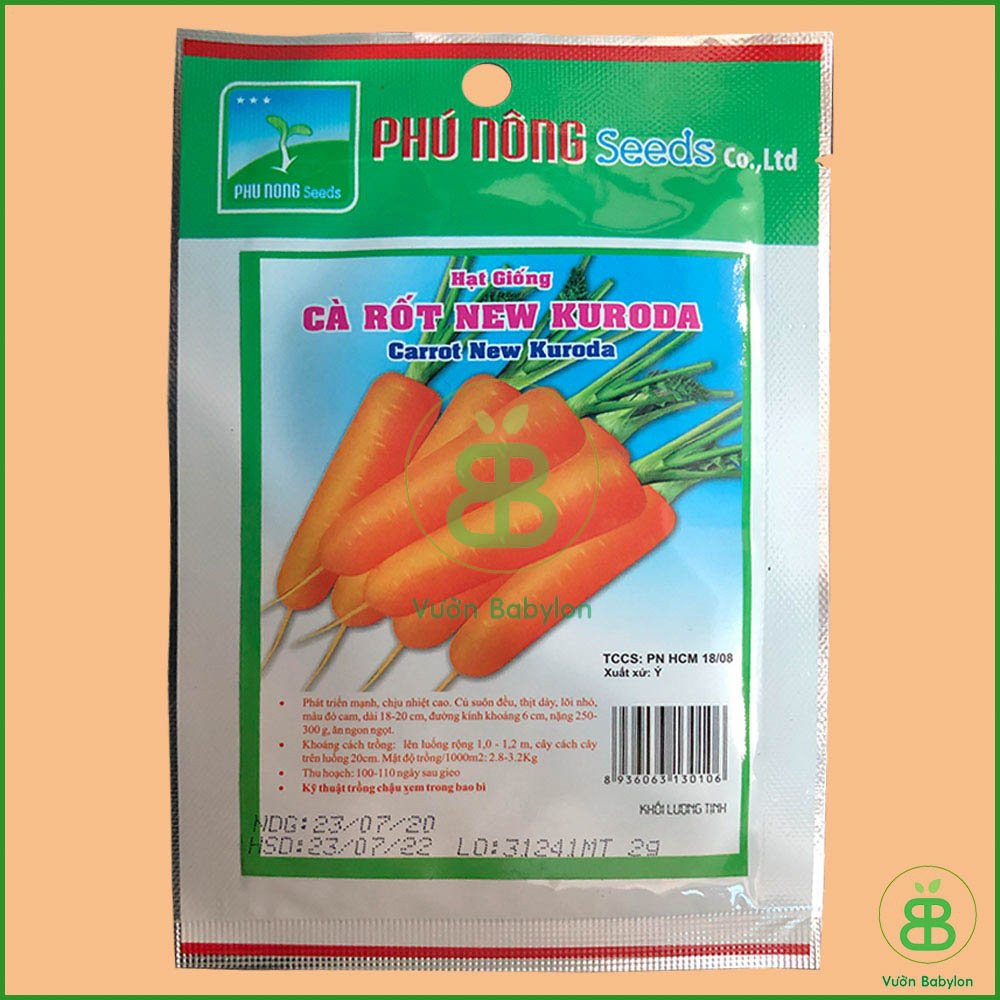 PHÚ NÔNG Seeds Co.,Ltd
PHU NONG Seeds
Hạt Giống
CÀ RỐT NEW KURODA
Carrot New Kuroda
Vườn Babylon
TCCS: PN HCM 18/08
Xuất xứ: Ý
• Phát triển mạnh, chịu nhiệt cao. Củ suôn đều, thịt dày, lõi nhỏ,
màu đỏ cam, dài 18-20 cm, đường kính khoảng 6 cm, nặng 250-
300 g, ăn ngon ngọt.
• Khoảng cách trồng: lên luống rộng 1,0 - 1,2 m, cây cách cây
trên luống 20cm. Mật độ trồng/1000m2: 2.8-3.2Kg
• Thu hoạch: 100-110 ngày sau gieo
• Kỹ thuật trồng chậu xem trong bao bì
8 936063 130106
KHỐI LƯỢNG TỊNH
NDG:23/07/20
HSD:23/07/22 LO:31241MT 2g
Vườn Babylon